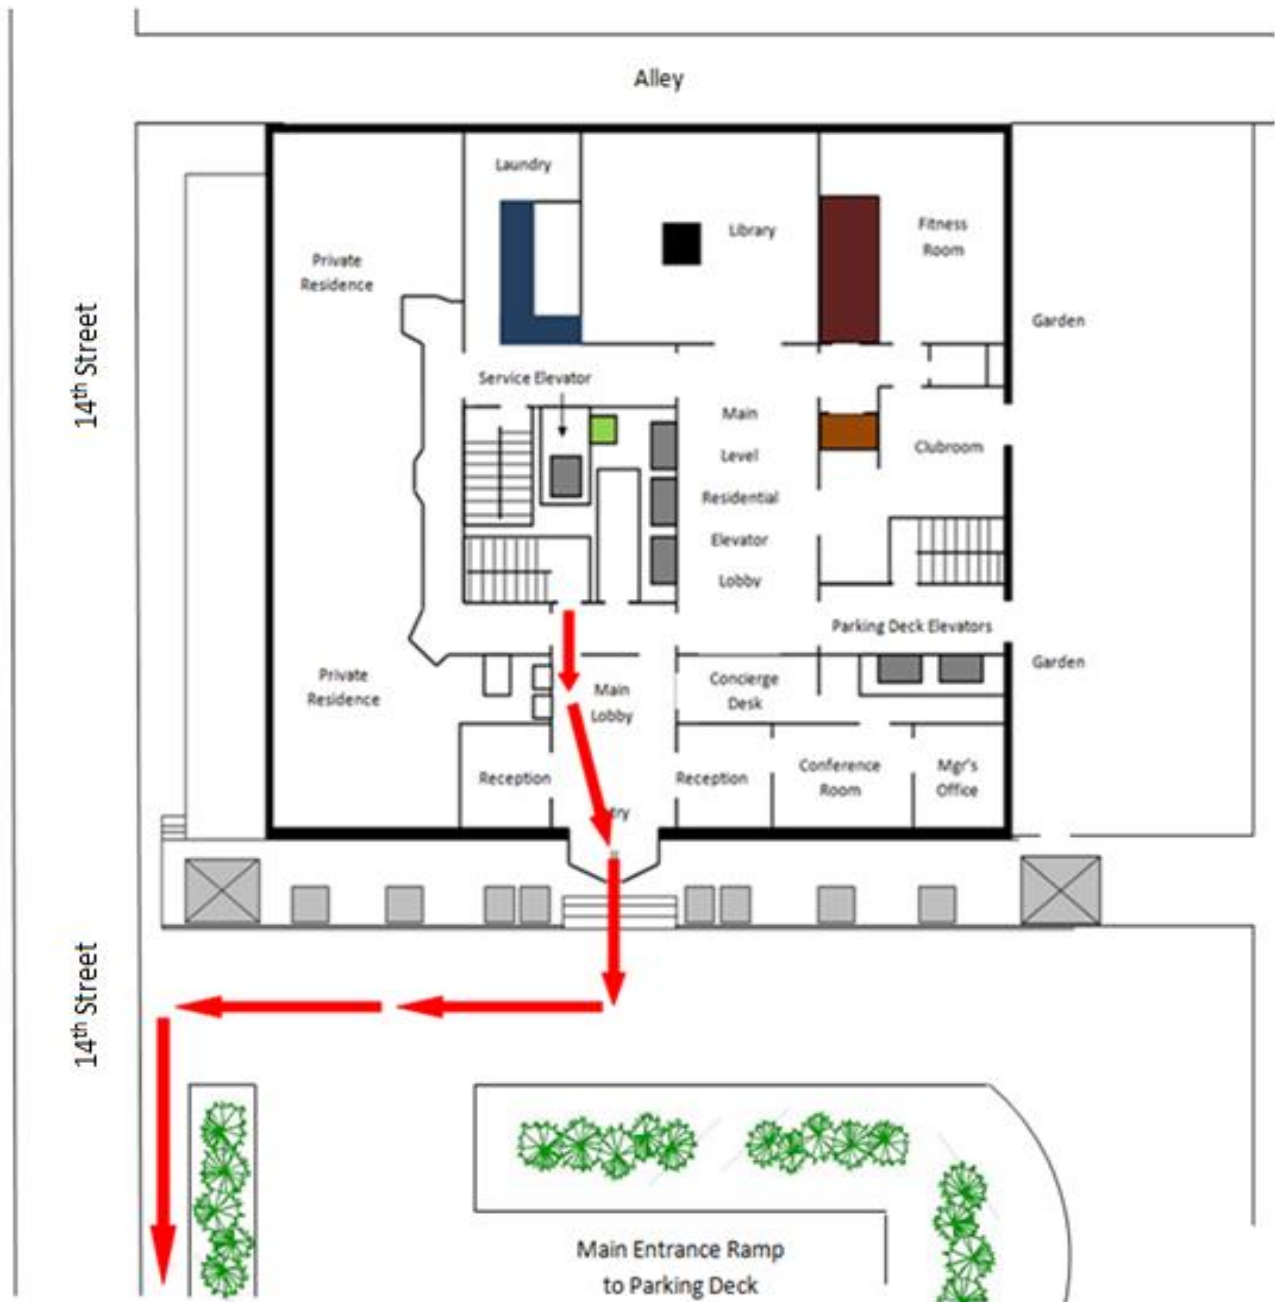 Alley
Laundry
Library
Fitness
Room
Private
Residence
Garden
14th Street
Service Elevator
Main
Level
Residential
Elevator
Lobby
Clubroom
Parking Deck Elevators
Garden
Private
Residence
Main
Lobby
Concierge
Desk
Reception
Reception
Conference
Room
Mgr's
Office
14th Street
Main Entrance Ramp
to Parking Deck